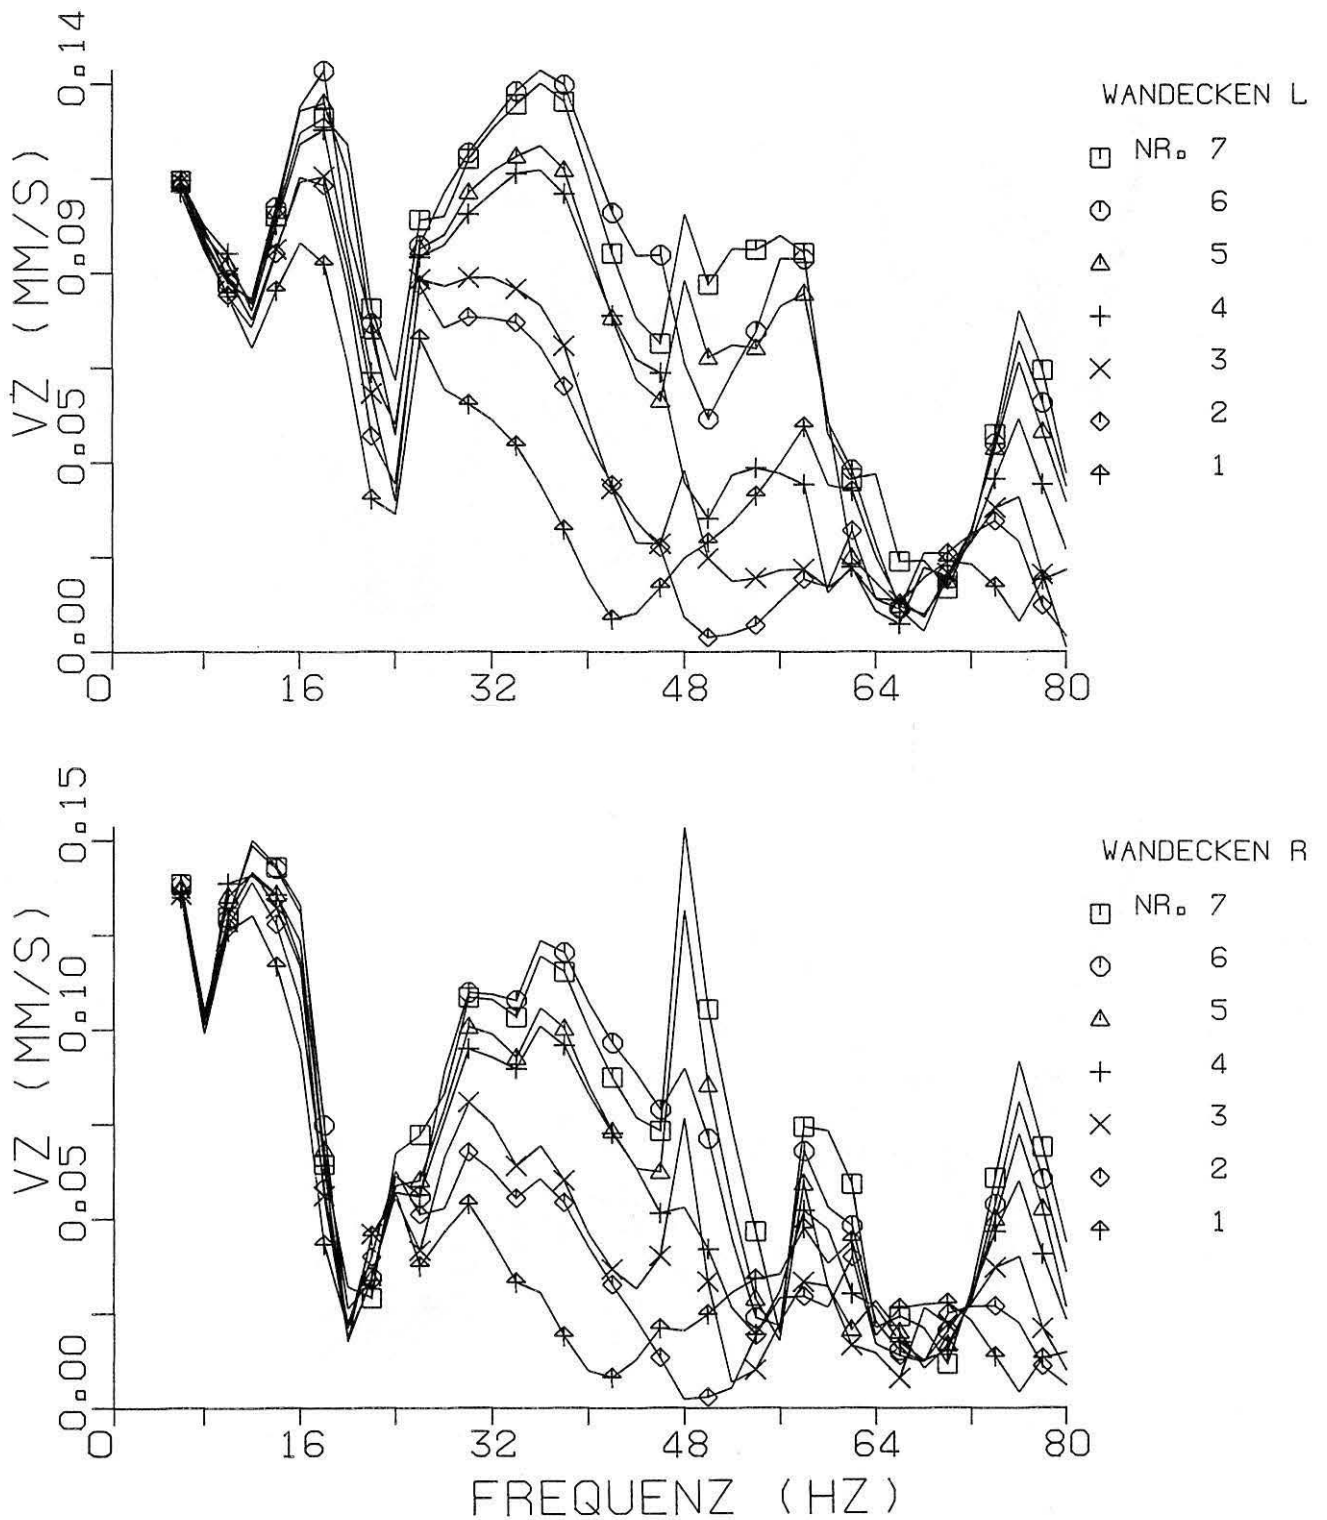 0.14
0.09
0.05
0.00
VZ (MM/S)
WANDECKEN L
NR. 7
6
5
4
3
2
1
0 16 32 48 64 80
0.15
0.10
0.05
0.00
VZ (MM/S)
WANDECKEN R
NR. 7
6
5
4
3
2
1
0 16 32 48 64 80
FREQUENZ (HZ)